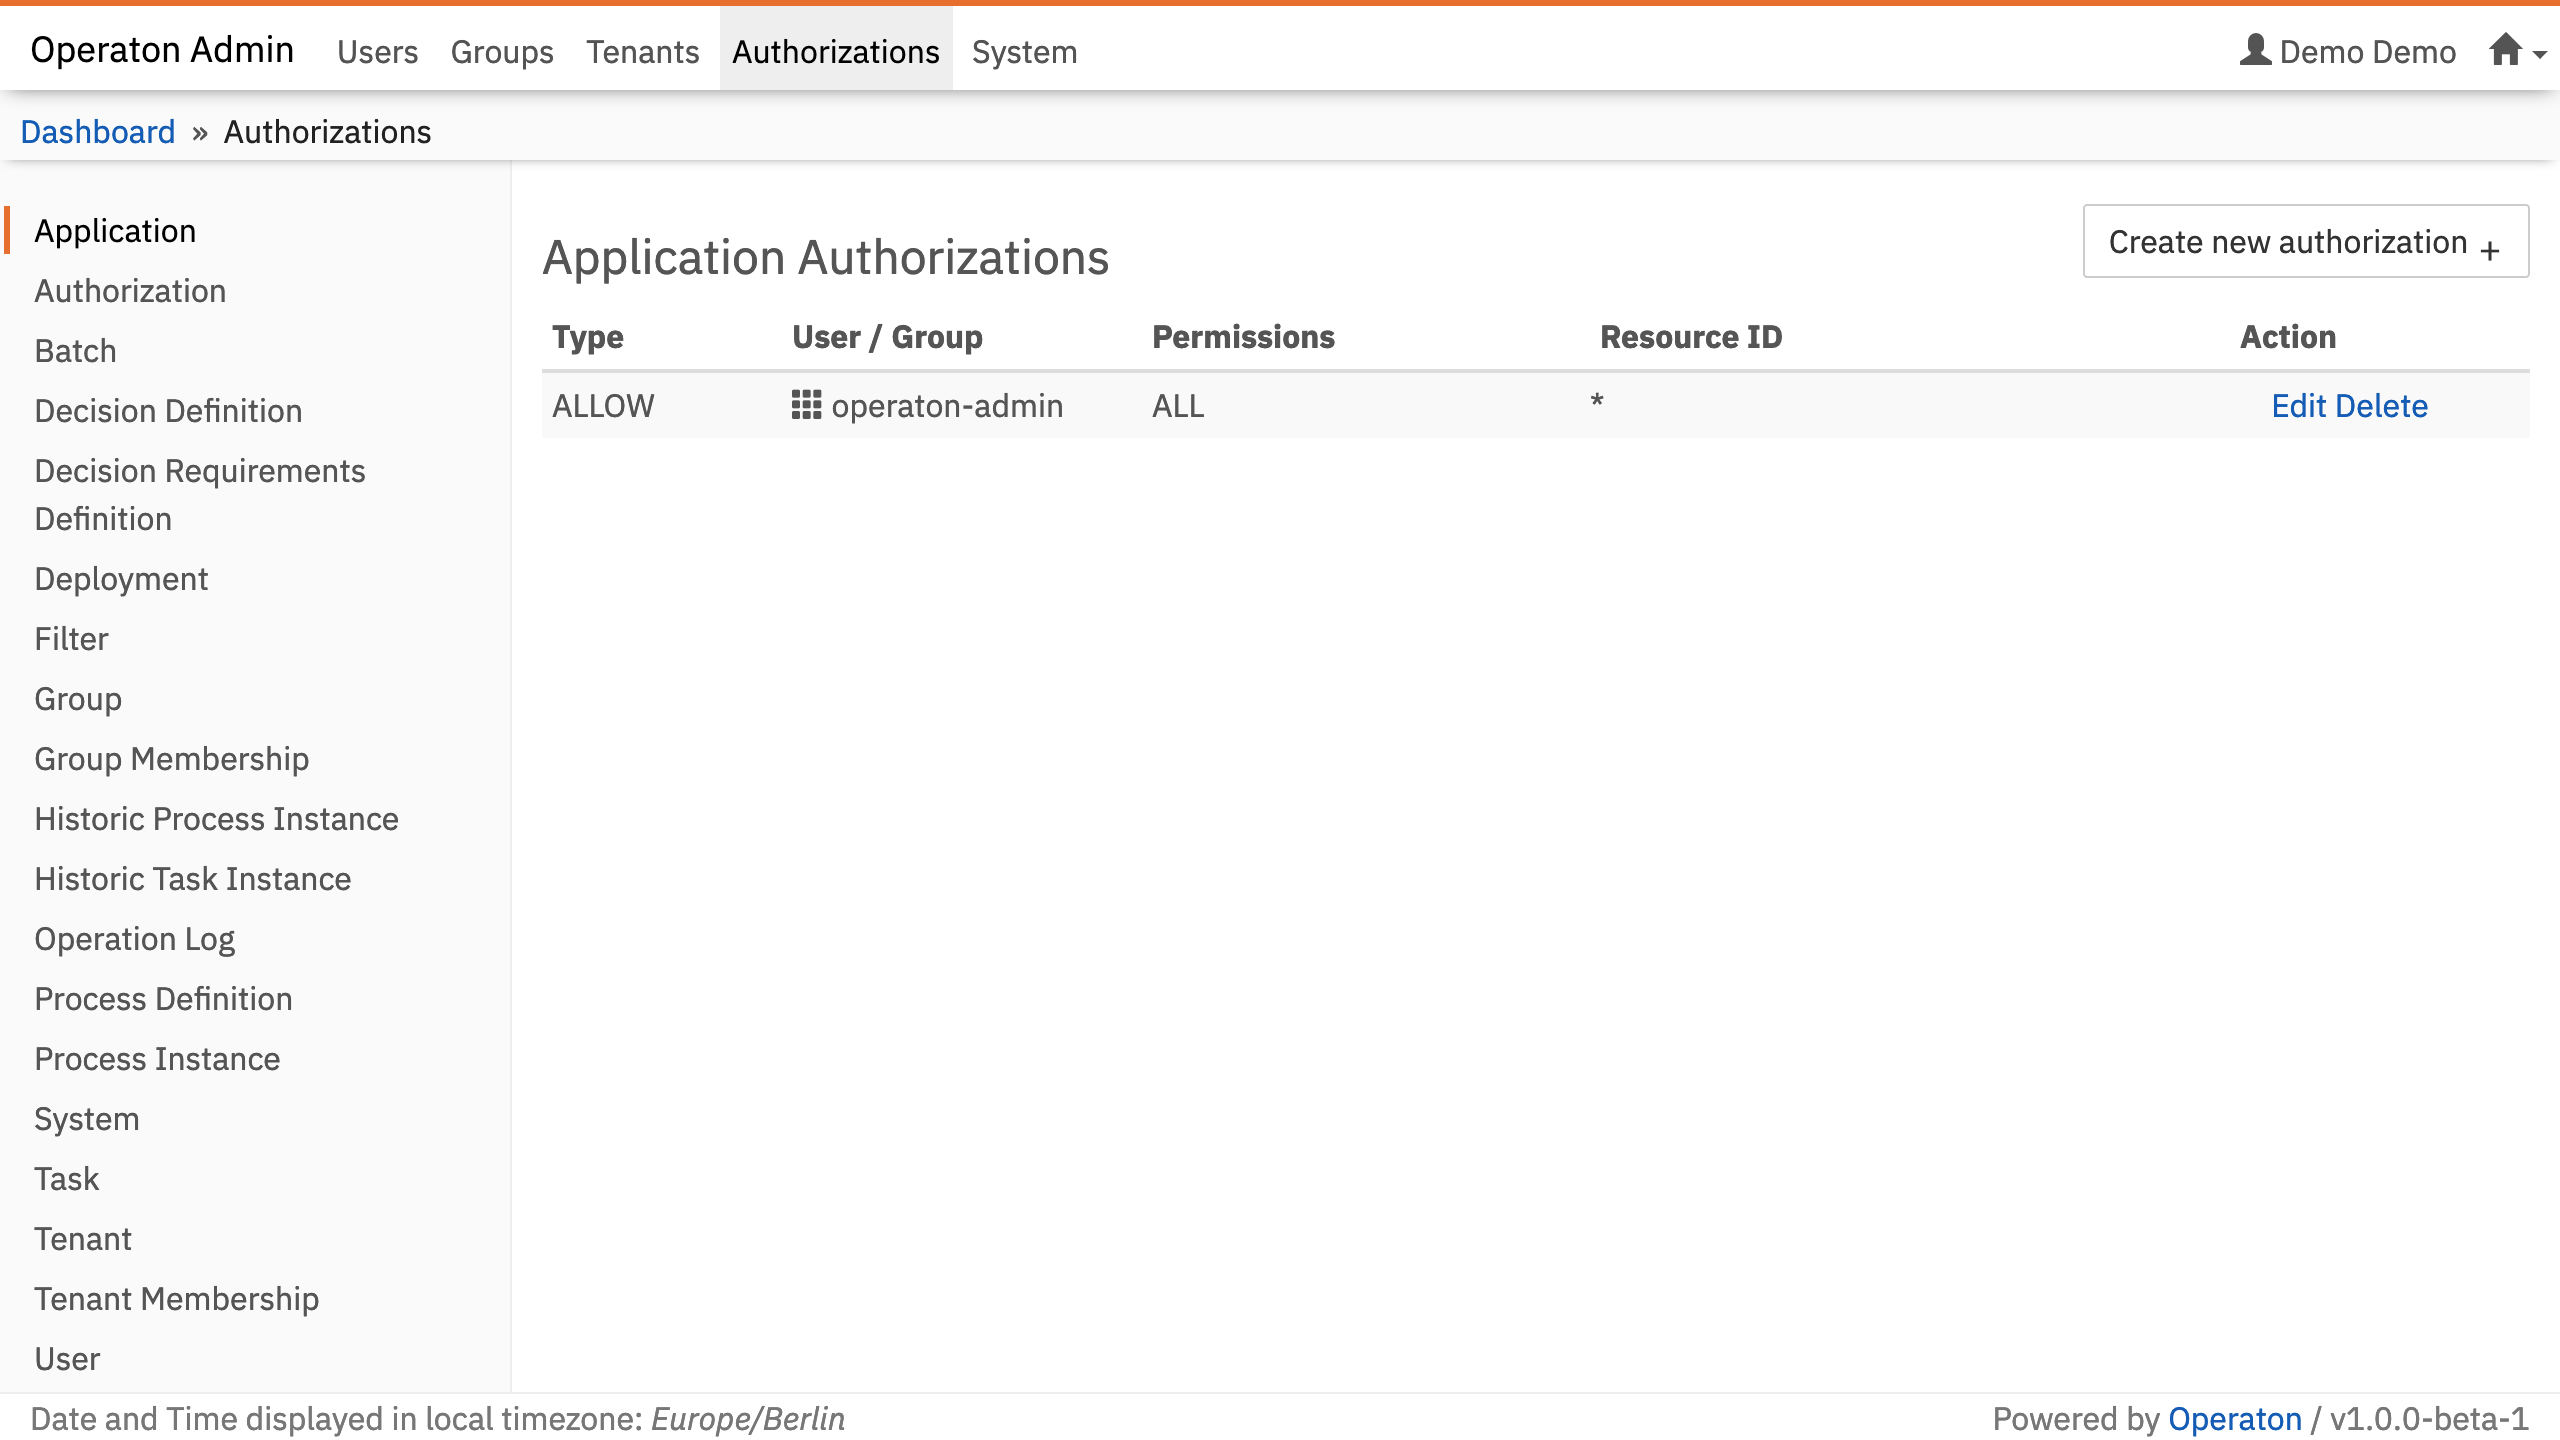 Operaton Admin Users Groups Tenants Authorizations System Demo Demo
Dashboard » Authorizations
Application
Authorization
Batch
Decision Definition
Decision Requirements
Definition
Deployment
Filter
Group
Group Membership
Historic Process Instance
Historic Task Instance
Operation Log
Process Definition
Process Instance
System
Task
Tenant
Tenant Membership
User
Application Authorizations
Create new authorization +
Type User / Group Permissions Resource ID Action
ALLOW operaton-admin ALL * Edit Delete
Date and Time displayed in local timezone: Europe/Berlin
Powered by Operaton / v1.0.0-beta-1